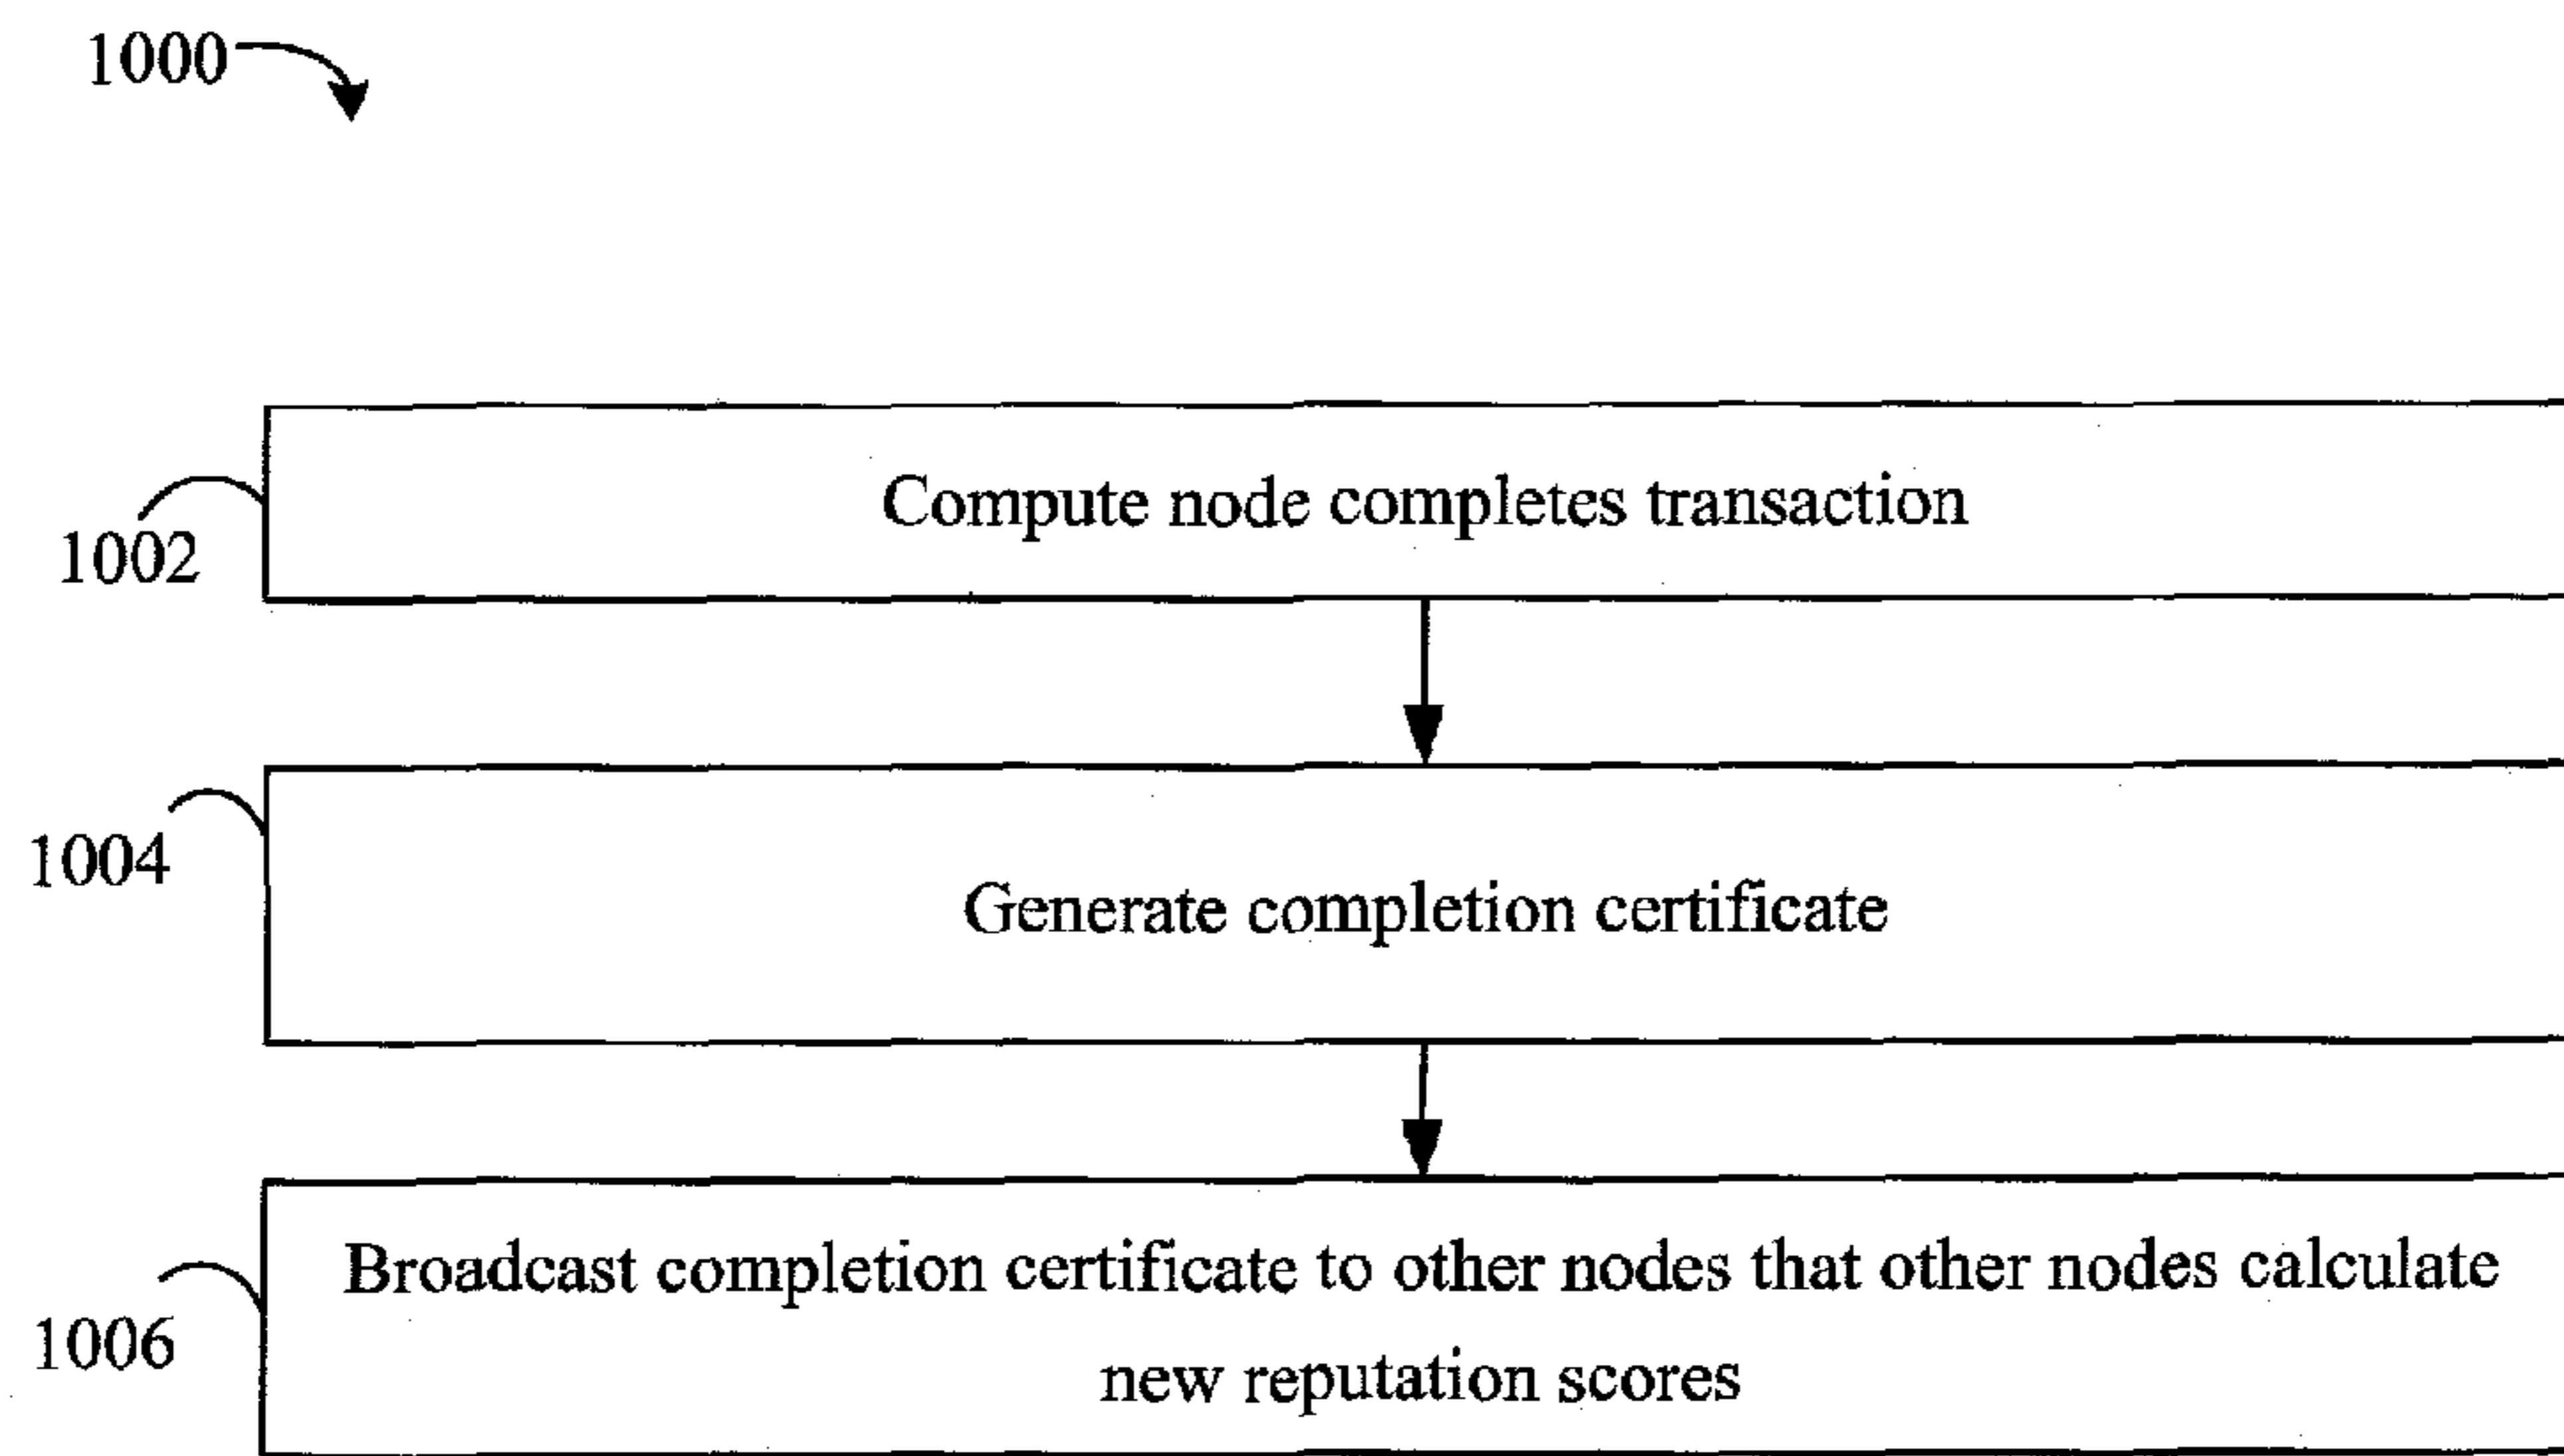 1000
Compute node completes transaction
1002
1004
Generate completion certificate
Broadcast completion certificate to other nodes that other nodes calculate
new reputation scores
1006